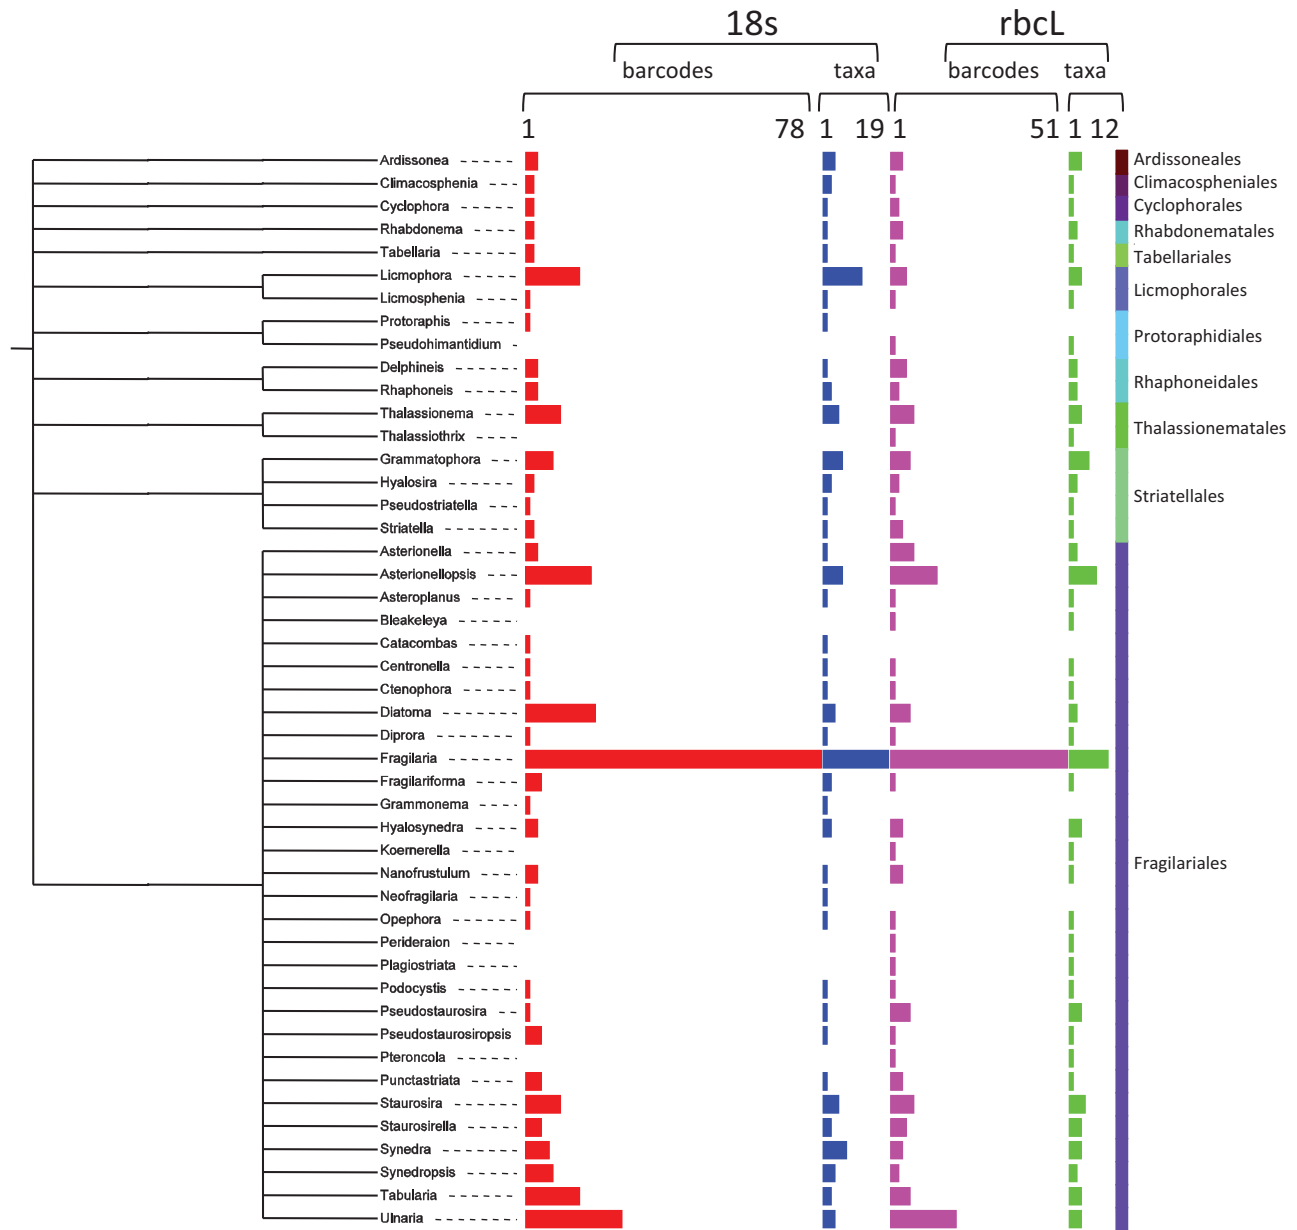 18s rbcL
barcodes taxa barcodes taxa
1 78 1 19 1 51 1 12
Ardissonea Ardissoneales
Climacosphenia Climacospheniales
Cyclophora Cyclophorales
Rhabdonema Rhabdonematales
Tabellaria Tabellariales
Licmophora
Licmosphenia Licmophorales
Protoraphis
Pseudohimantidium Protoraphidiales
Delphineis
Rhaphoneis Rhaphoneidales
Thalassionema
Thalassiothrix Thalassionematales
Grammatophora
Hyalosira
Pseudostriatella Striatellales
Striatella
Asterionella
Asterionellopsis
Asteroplanus
Bleakeleya
Catacombas
Centronella
Ctenophora
Diatoma
Diprora
Fragilaria
Fragilariforma
Grammonema
Hyalosynedra
Koernerella
Nanofrustulum Fragilariales
Neofragilaria
Opephora
Perideraion
Plagiostriata
Podocystis
Pseudostaurosira
Pseudostaurosiropsis
Pteroncola
Punctastriata
Staurosira
Staurosirella
Synedra
Synedropsis
Tabularia
Ulnaria